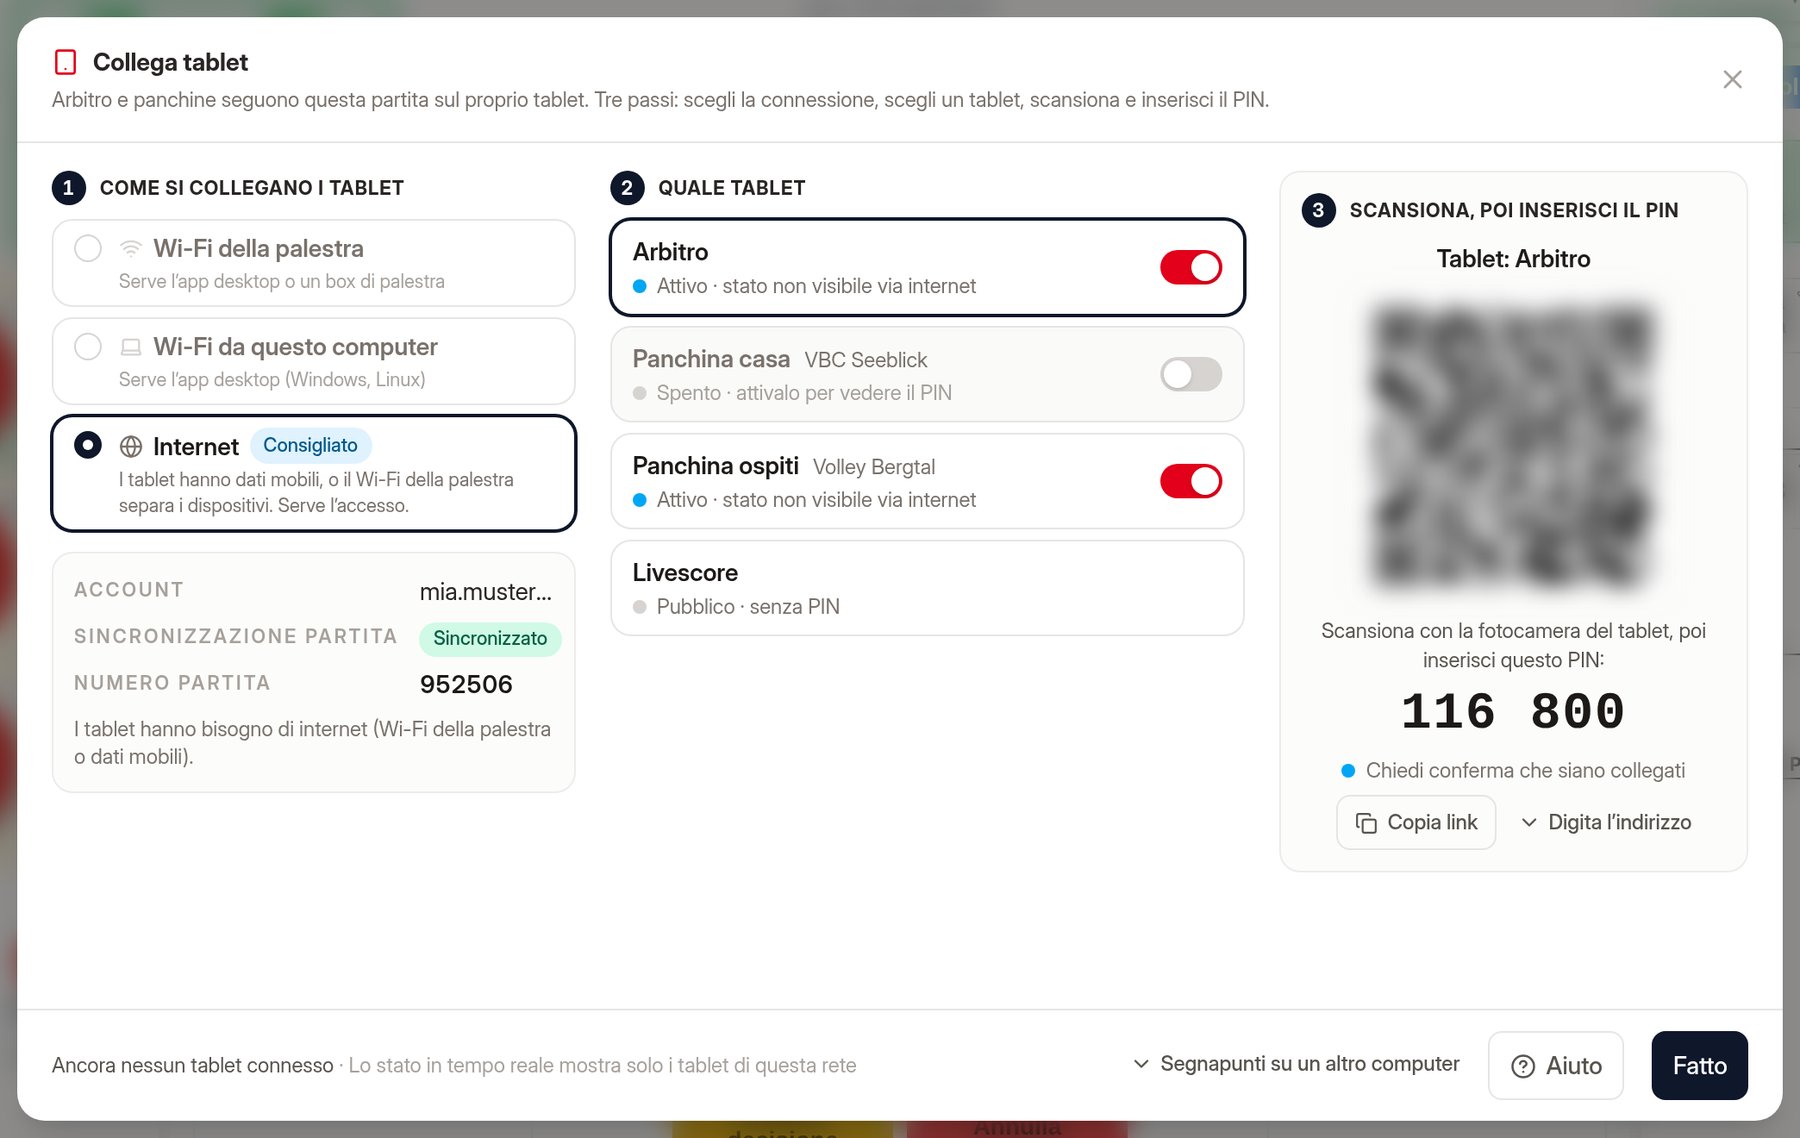 Collega tablet
Arbitro e panchine seguono questa partita sul proprio tablet. Tre passi: scegli la connessione, scegli un tablet, scansiona e inserisci il PIN.
1 COME SI COLLEGANO I TABLET
Wi-Fi della palestra
Serve l'app desktop o un box di palestra
Wi-Fi da questo computer
Serve l'app desktop (Windows, Linux)
Internet Consigliato
I tablet hanno dati mobili, o il Wi-Fi della palestra
separa i dispositivi. Serve l'accesso.
ACCOUNT mia.muster...
SINCRONIZZAZIONE PARTITA Sincronizzato
NUMERO PARTITA 952506
I tablet hanno bisogno di internet (Wi-Fi della palestra
o dati mobili).
2 QUALE TABLET
Arbitro
Attivo · stato non visibile via internet
Panchina casa VBC Seeblick
Spento · attivalo per vedere il PIN
Panchina ospiti Volley Bergtal
Attivo · stato non visibile via internet
Livescore
Pubblico · senza PIN
3 SCANSIONA, POI INSERISCI IL PIN
Tablet: Arbitro
Scansiona con la fotocamera del tablet, poi
inserisci questo PIN:
116 800
Chiedi conferma che siano collegati
Copia link Digita l'indirizzo
Ancora nessun tablet connesso · Lo stato in tempo reale mostra solo i tablet di questa rete
Segnapunti su un altro computer Aiuto Fatto
decisione Annulla